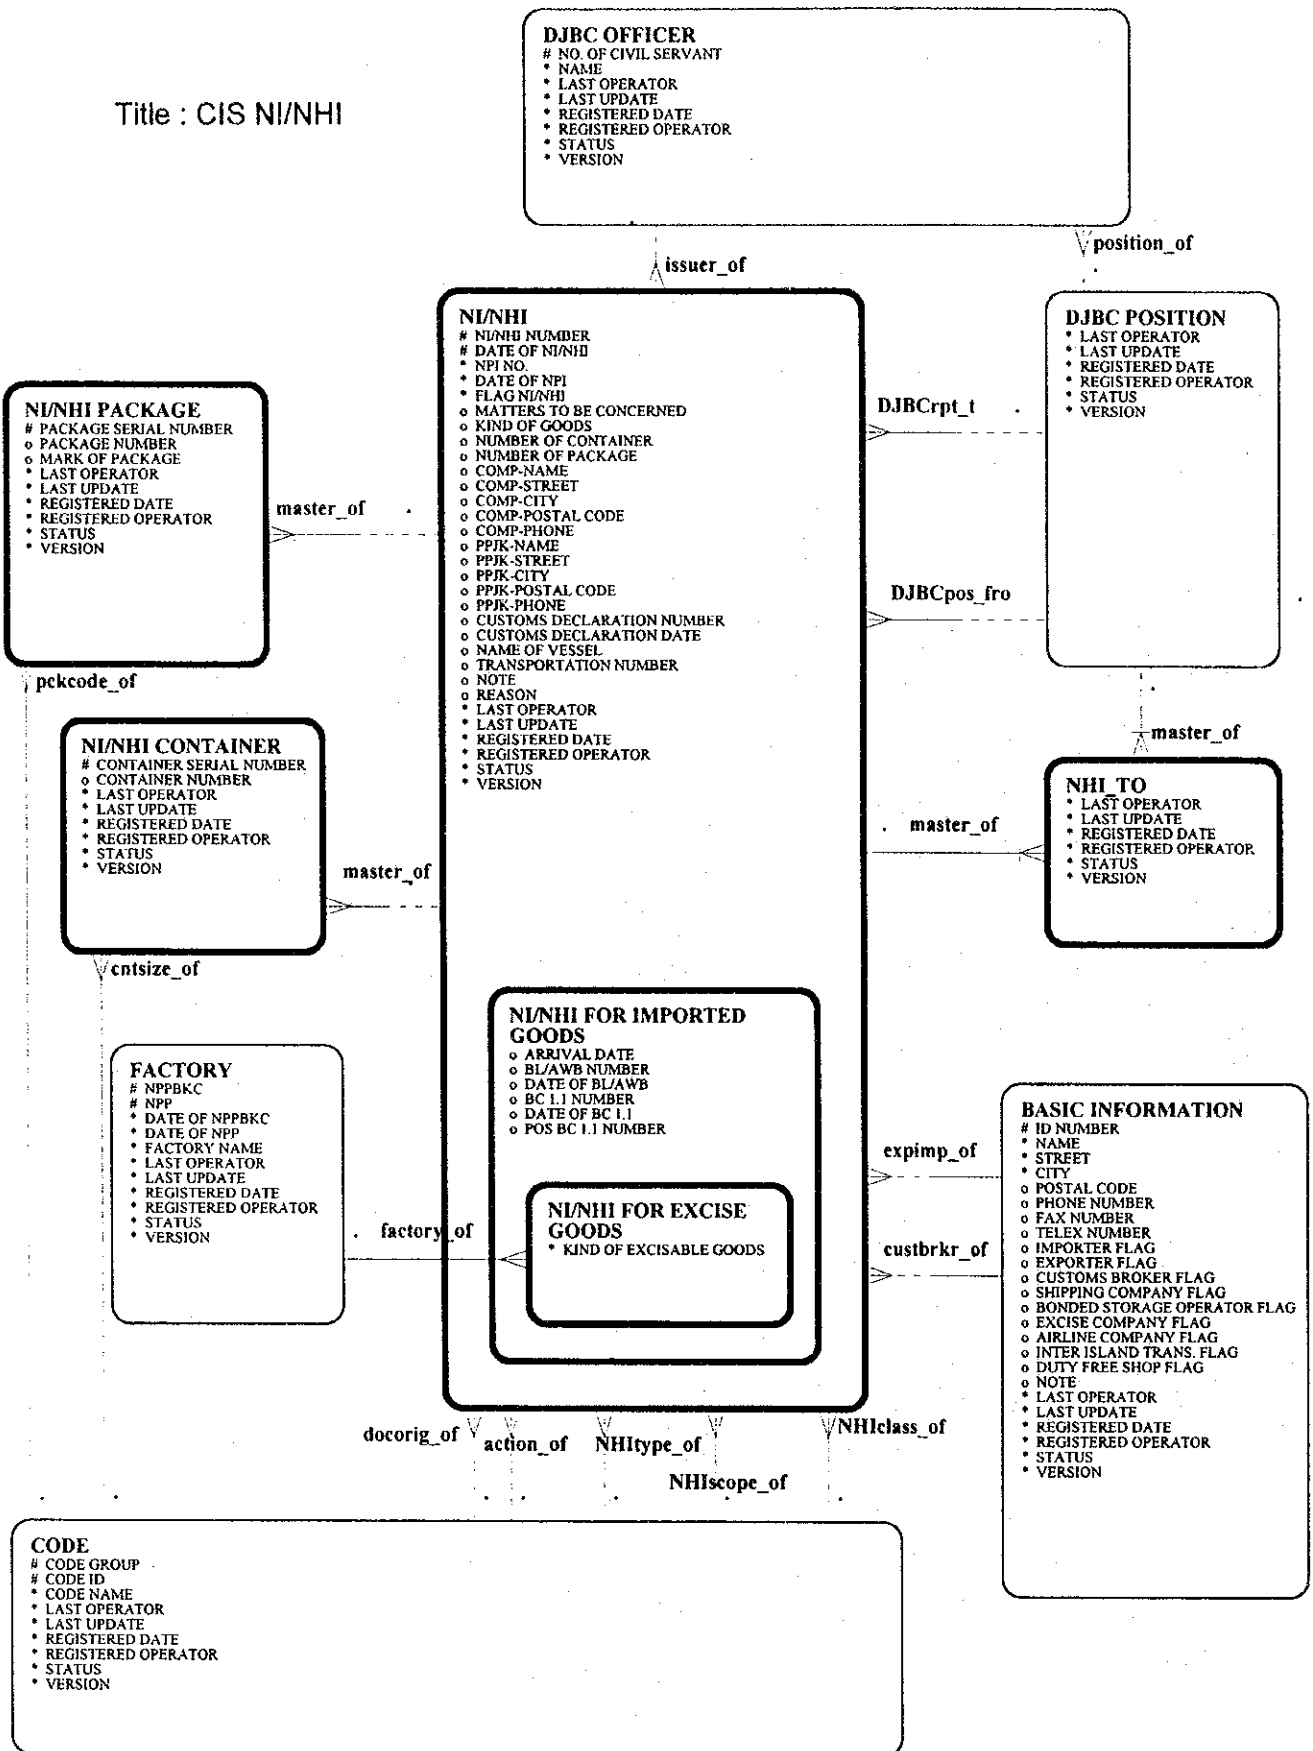 Title : CIS NI/NHI
DJBC OFFICER
# NO. OF CIVIL SERVANT
* NAME
* LAST OPERATOR
* LAST UPDATE
* REGISTERED DATE
* REGISTERED OPERATOR
* STATUS
* VERSION
position_of
issuer_of
NI/NHI
# NI/NHI NUMBER
# DATE OF NI/NHI
* NPI NO.
* DATE OF NPI
* FLAG NI/NHI
o MATTERS TO BE CONCERNED
o KIND OF GOODS
o NUMBER OF CONTAINER
o NUMBER OF PACKAGE
o COMP-NAME
o COMP-STREET
o COMP-CITY
o COMP-POSTAL CODE
o COMP-PHONE
o PPJK-NAME
o PPJK-STREET
o PPJK-CITY
o PPJK-POSTAL CODE
o PPJK-PHONE
o CUSTOMS DECLARATION NUMBER
o CUSTOMS DECLARATION DATE
o NAME OF VESSEL
o TRANSPORTATION NUMBER
o NOTE
o REASON
* LAST OPERATOR
* LAST UPDATE
* REGISTERED DATE
* REGISTERED OPERATOR
* STATUS
* VERSION
DJBC POSITION
* LAST OPERATOR
* LAST UPDATE
* REGISTERED DATE
* REGISTERED OPERATOR
* STATUS
* VERSION
DJBCrpt_t
DJBCpos_fro
NI/NHI PACKAGE
# PACKAGE SERIAL NUMBER
o PACKAGE NUMBER
o MARK OF PACKAGE
* LAST OPERATOR
* LAST UPDATE
* REGISTERED DATE
* REGISTERED OPERATOR
* STATUS
* VERSION
master_of
pckcode_of
NI/NHI CONTAINER
# CONTAINER SERIAL NUMBER
o CONTAINER NUMBER
* LAST OPERATOR
* LAST UPDATE
* REGISTERED DATE
* REGISTERED OPERATOR
* STATUS
* VERSION
master_of
cntsize_of
master_of
NHI_TO
* LAST OPERATOR
* LAST UPDATE
* REGISTERED DATE
* REGISTERED OPERATOR
* STATUS
* VERSION
master_of
NI/NHI FOR IMPORTED
GOODS
o ARRIVAL DATE
o BL/AWB NUMBER
o DATE OF BL/AWB
o BC 1.1 NUMBER
o DATE OF BC 1.1
o POS BC 1.1 NUMBER
NI/NHI FOR EXCISE
GOODS
* KIND OF EXCISABLE GOODS
FACTORY
# NPPBKC
# NPP
* DATE OF NPPBKC
* DATE OF NPP
* FACTORY NAME
* LAST OPERATOR
* LAST UPDATE
* REGISTERED DATE
* REGISTERED OPERATOR
* STATUS
* VERSION
factory_of
expimp_of
custbrkr_of
BASIC INFORMATION
# ID NUMBER
* NAME
* STREET
* CITY
o POSTAL CODE
o PHONE NUMBER
o FAX NUMBER
o TELEX NUMBER
o IMPORTER FLAG
o EXPORTER FLAG
o CUSTOMS BROKER FLAG
o SHIPPING COMPANY FLAG
o BONDED STORAGE OPERATOR FLAG
o EXCISE COMPANY FLAG
o AIRLINE COMPANY FLAG
o INTER ISLAND TRANS. FLAG
o DUTY FREE SHOP FLAG
o NOTE
* LAST OPERATOR
* LAST UPDATE
* REGISTERED DATE
* REGISTERED OPERATOR
* STATUS
* VERSION
docorig_of
action_of
NHItype_of
NHIscope_of
NHIclass_of
CODE
# CODE GROUP
# CODE ID
* CODE NAME
* LAST OPERATOR
* LAST UPDATE
* REGISTERED DATE
* REGISTERED OPERATOR
* STATUS
* VERSION